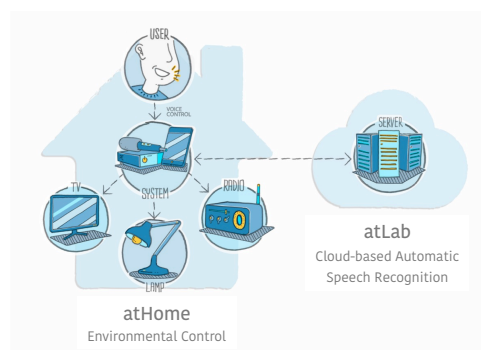 USER
VOICE
CONTROL
SERVER
TV
SYSTEM
RADIO
LAMP
atHome
Environmental Control
atLab
Cloud-based Automatic
Speech Recognition